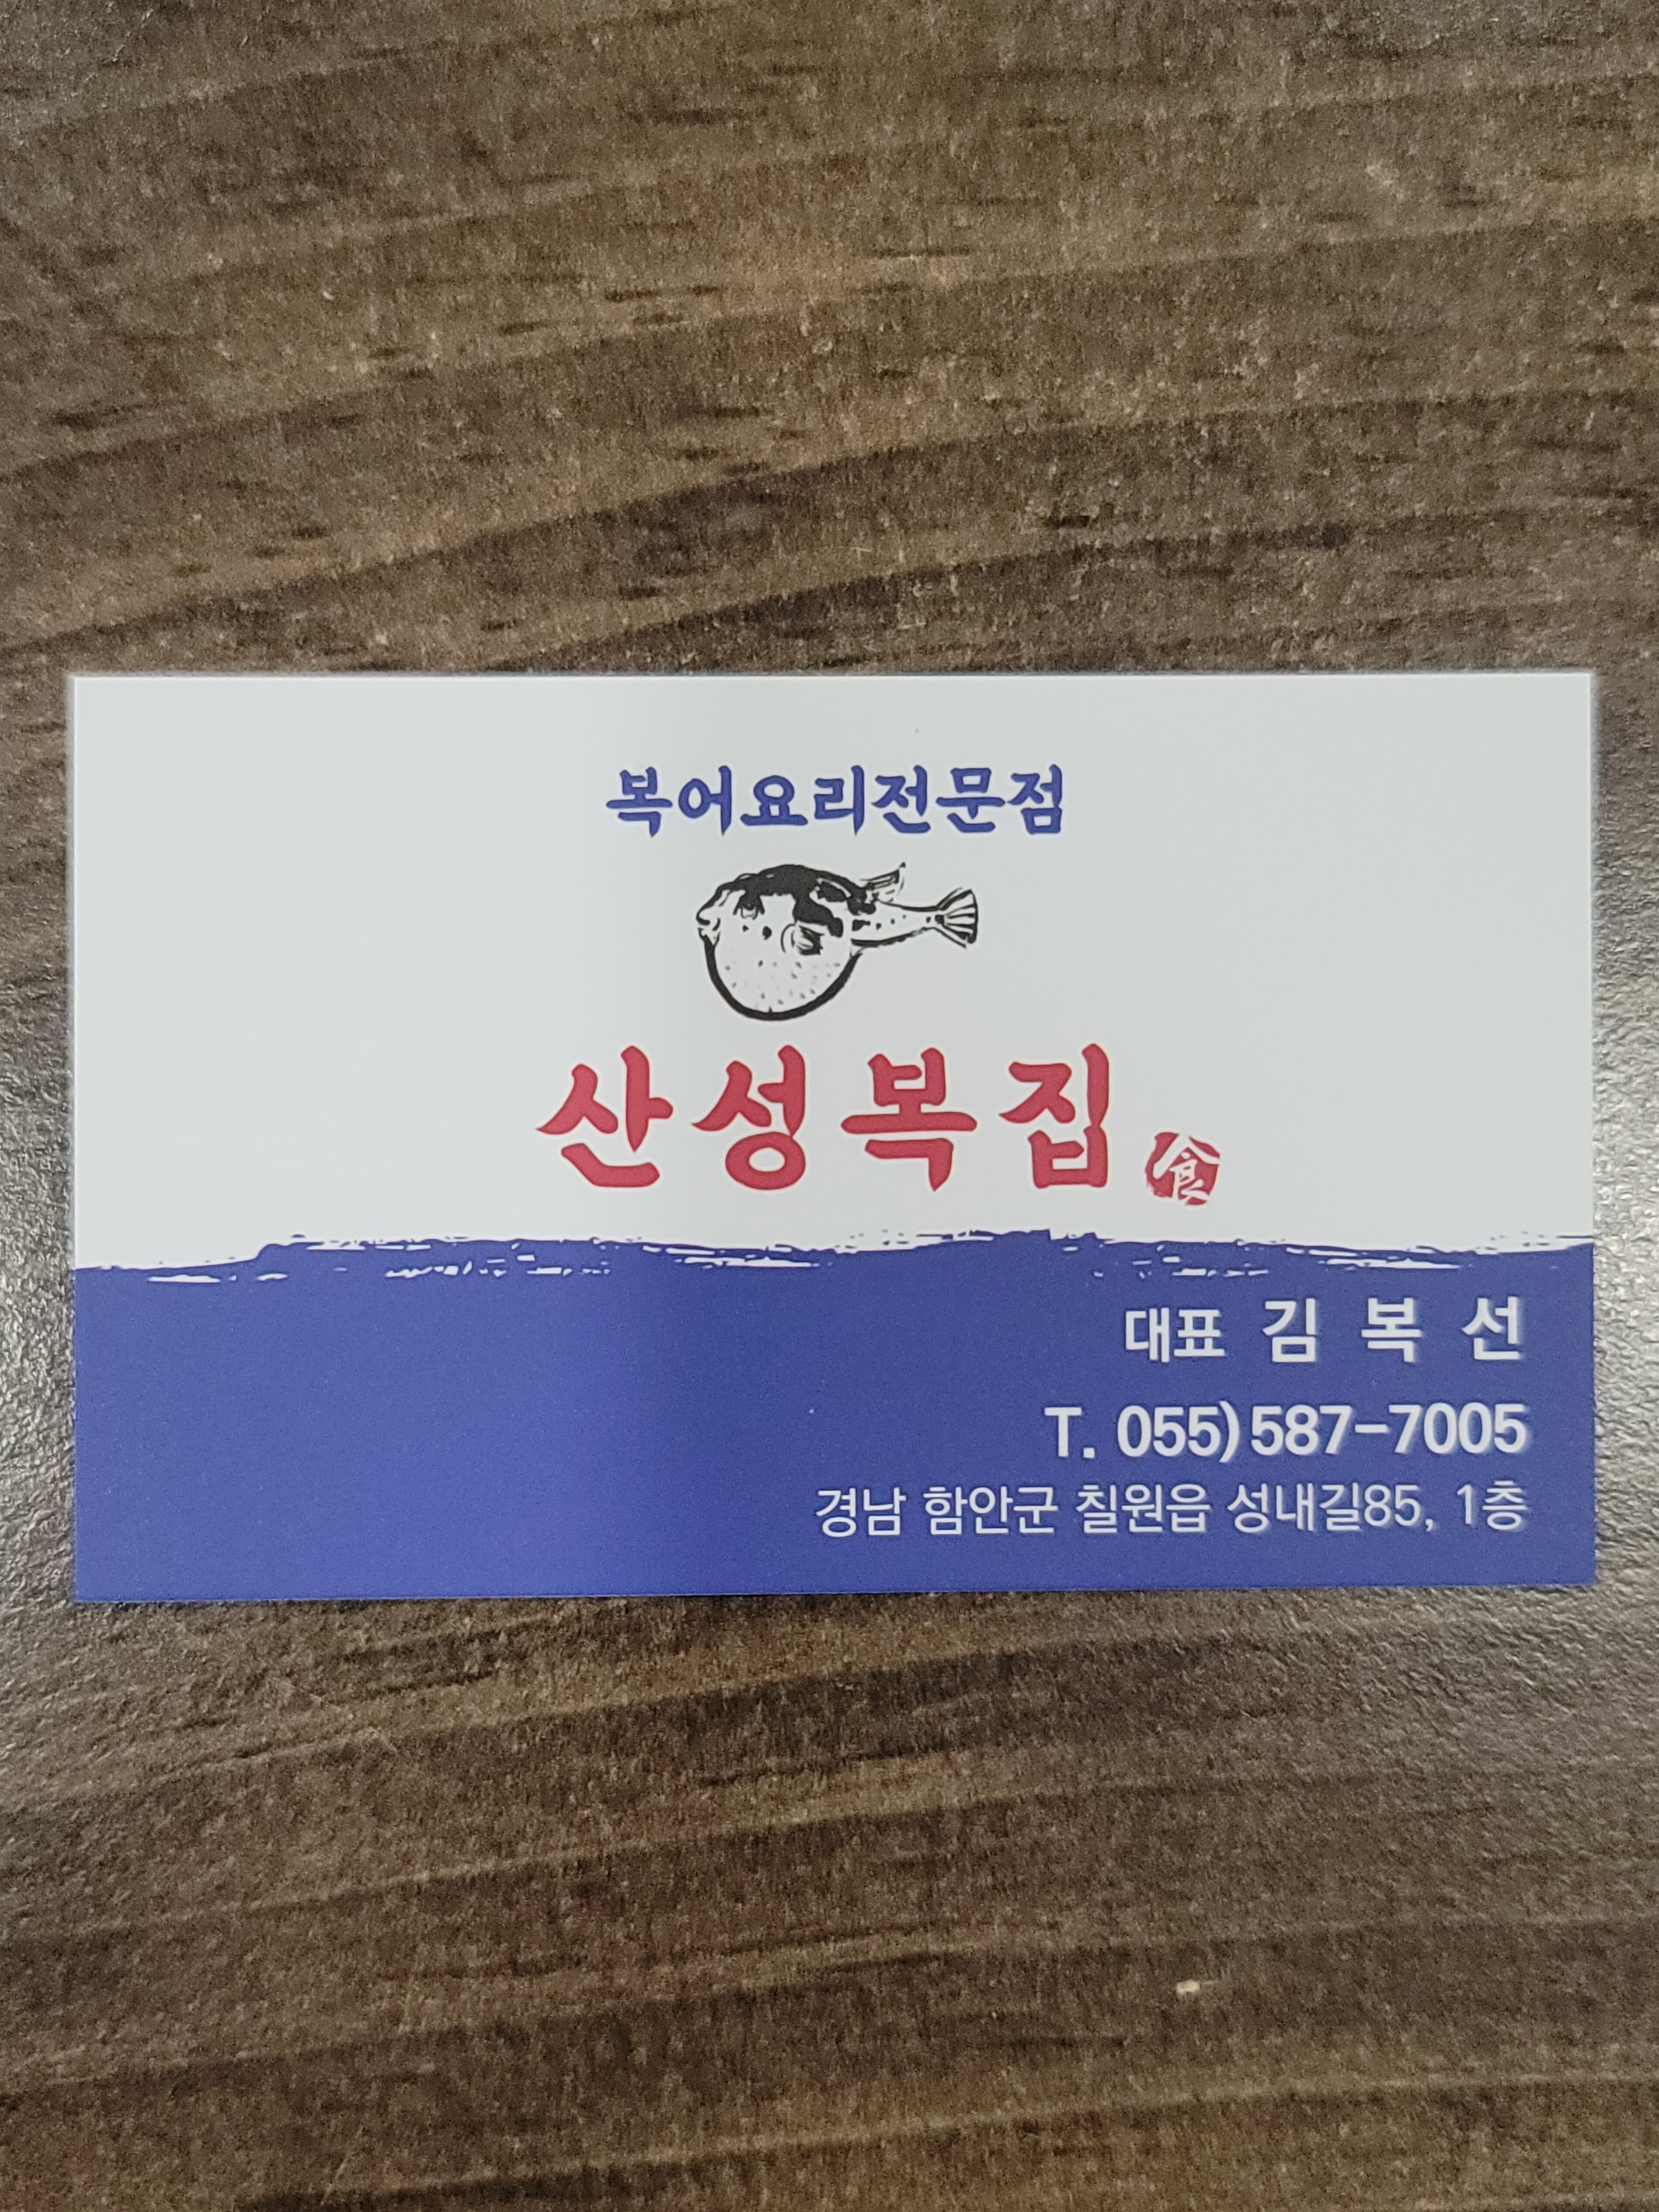 복어요리전문점
산성복집 食
대표 김 복 선
T. 055)587-7005
경남 함안군 칠원읍 성내길85, 1층